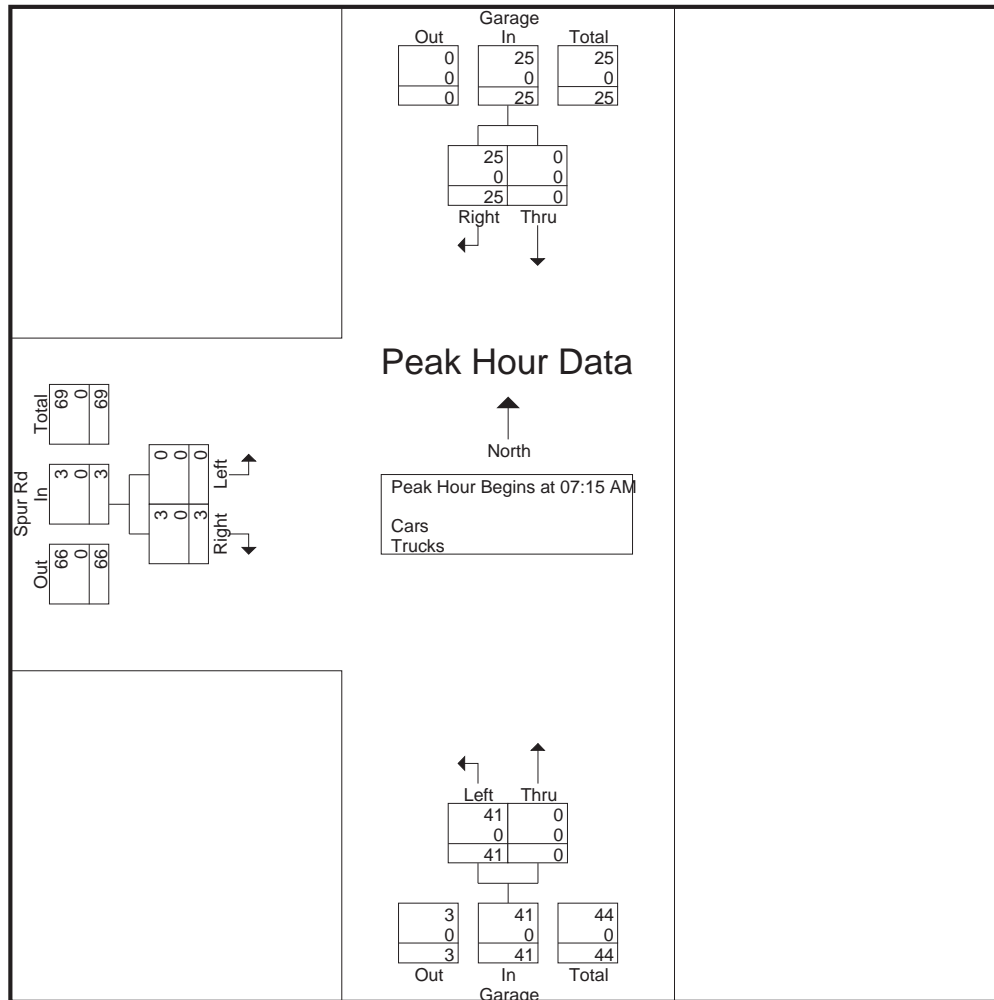 Garage
Out In Total
0 25 25
0 0 0
0 25 25
25 0
0 0
25 0
Right Thru
Peak Hour Data
North
Peak Hour Begins at 07:15 AM
Cars
Trucks
Spur Rd
Out In Total
66 3 69
0 0 0
66 3 69
Right Left
3 0
0 0
3 0
Left Thru
41 0
0 0
41 0
3 41 44
0 0 0
3 41 44
Out In Total
Garage